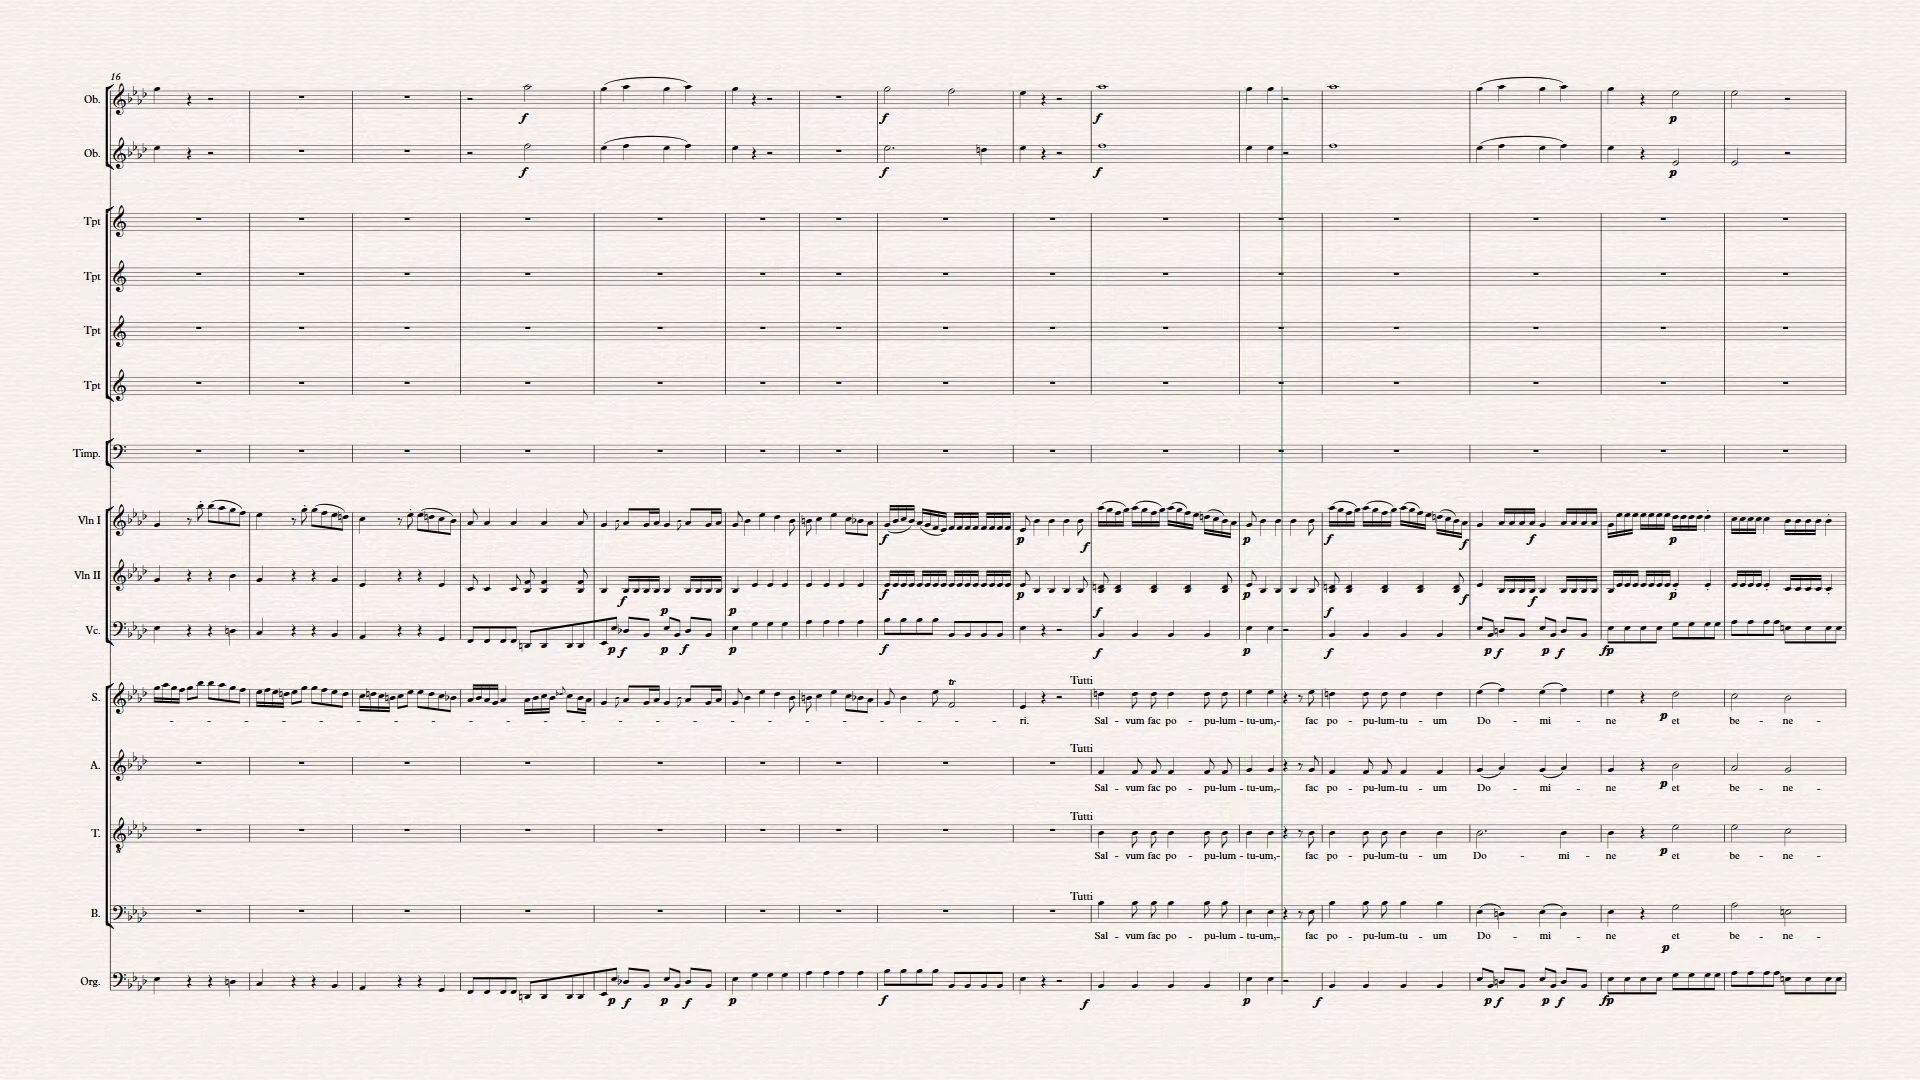 16
Ob.
f f f p
Ob.
f f f p
Tpt
Tpt
Tpt
Tpt
Timp.
Vln I
f p f p f f f p
Vln II
f p p f p f p f f f p
Vc.
p f p f p f f p f p f p f fp
Tutti
S.
tr
p
- - - - - - - - - - - - - - - - - - ri. Sal - vum fac po - pu-lum - tu-um,- fac po - pu-lum-tu - um Do - mi - ne et be - ne -
Tutti
A.
p
Sal - vum fac po - pu-lum - tu-um,- fac po - pu-lum-tu - um Do - mi - ne et be - ne -
Tutti
T.
8
p
Sal - vum fac po - pu-lum - tu-um,- fac po - pu-lum-tu - um Do - mi - ne et be - ne -
Tutti
B.
Sal - vum fac po - pu-lum - tu-um,- fac po - pu-lum-tu - um Do - mi - ne et be - ne -
p
Org.
p f p f p f f p f p f p f fp